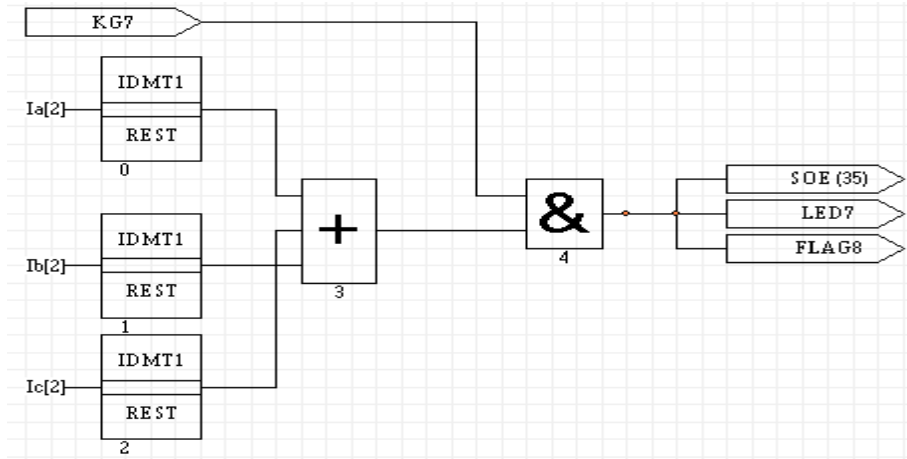 KG7
IDMT1
Ia[2]
REST
0
SOE (35)
LED7
FLAG8
+
&
4
3
IDMT1
Ib[2]
REST
1
IDMT1
Ic[2]
REST
2